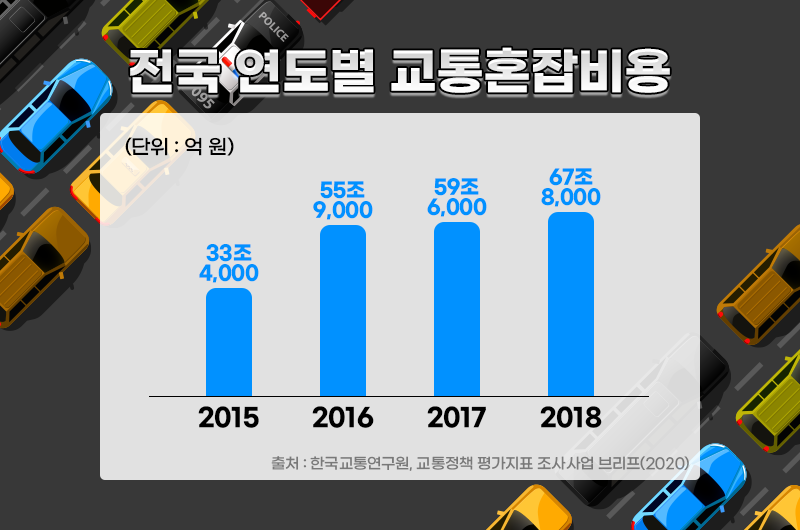 POLICE
095
전국 연도별 교통혼잡비용
(단위 : 억 원)
33조
4,000
55조
9,000
59조
6,000
67조
8,000
2015 2016 2017 2018
출처 : 한국교통연구원, 교통정책 평가지표 조사사업 브리프(2020)